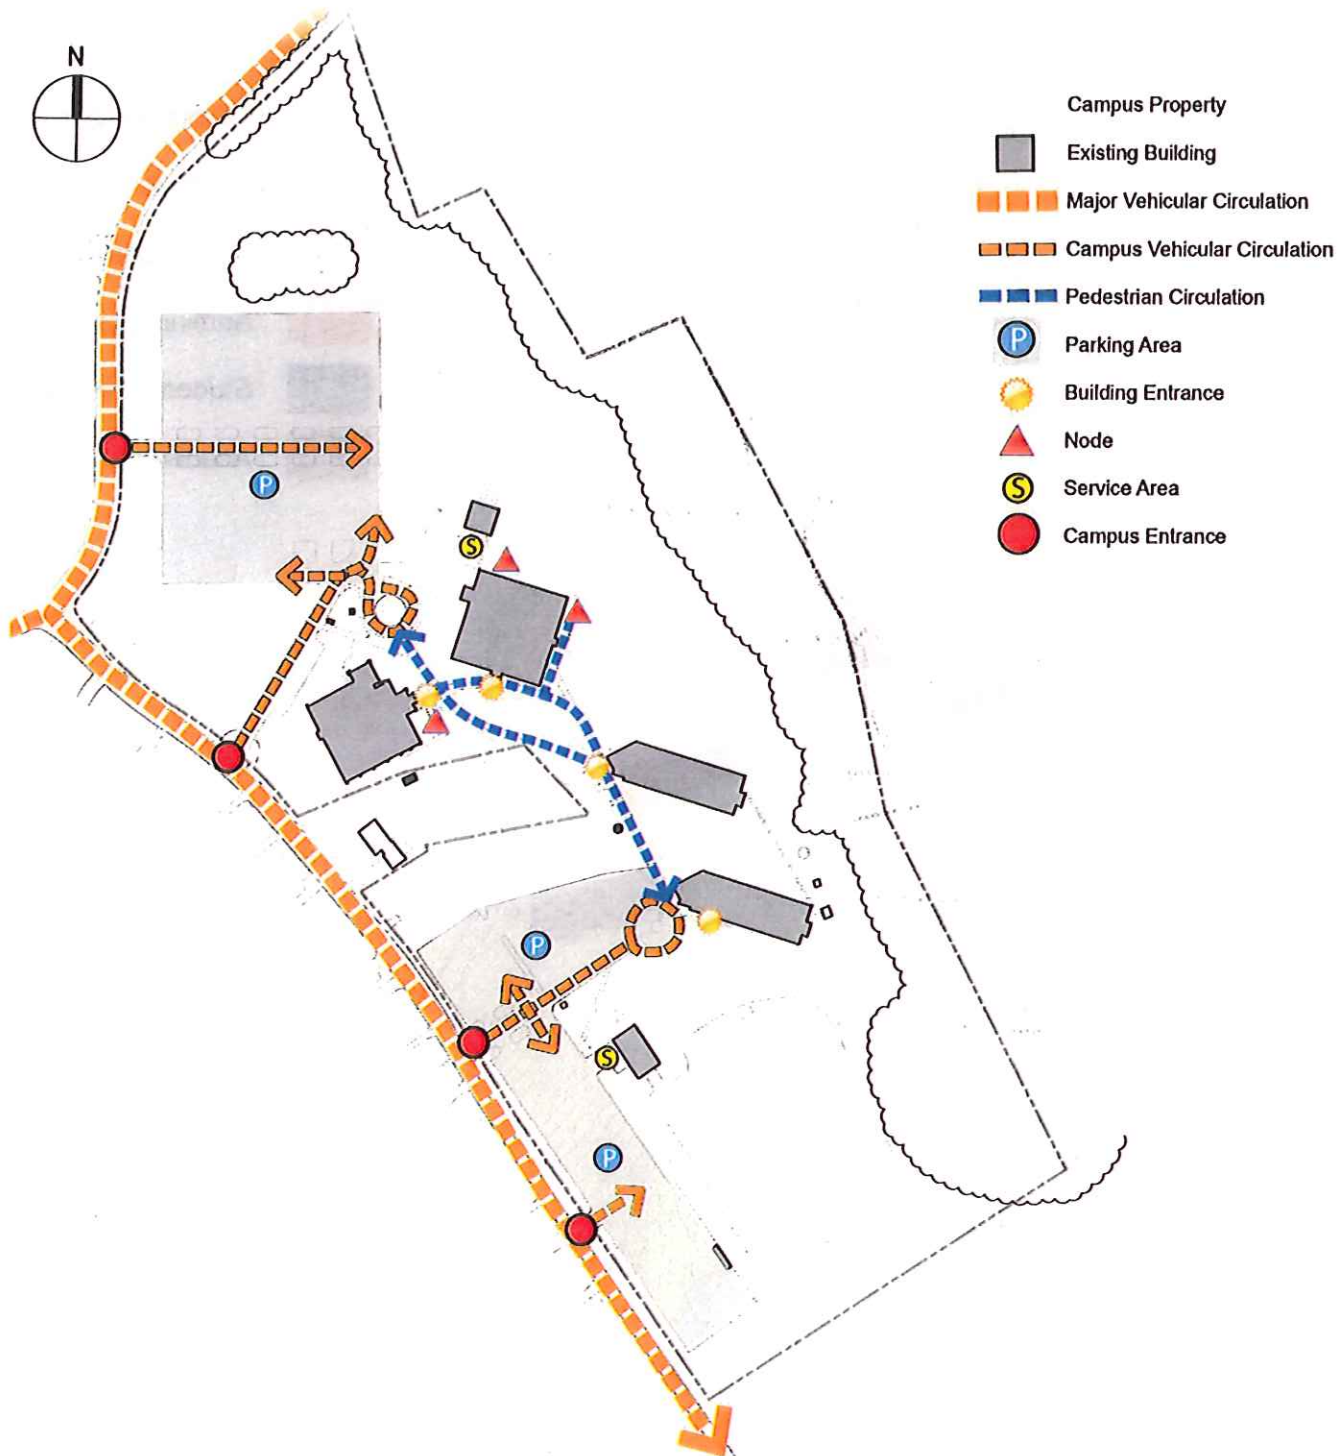 N
Campus Property
Existing Building
Major Vehicular Circulation
Campus Vehicular Circulation
Pedestrian Circulation
P
Parking Area
Building Entrance
Node
S
Service Area
Campus Entrance
P
S
P
S
P